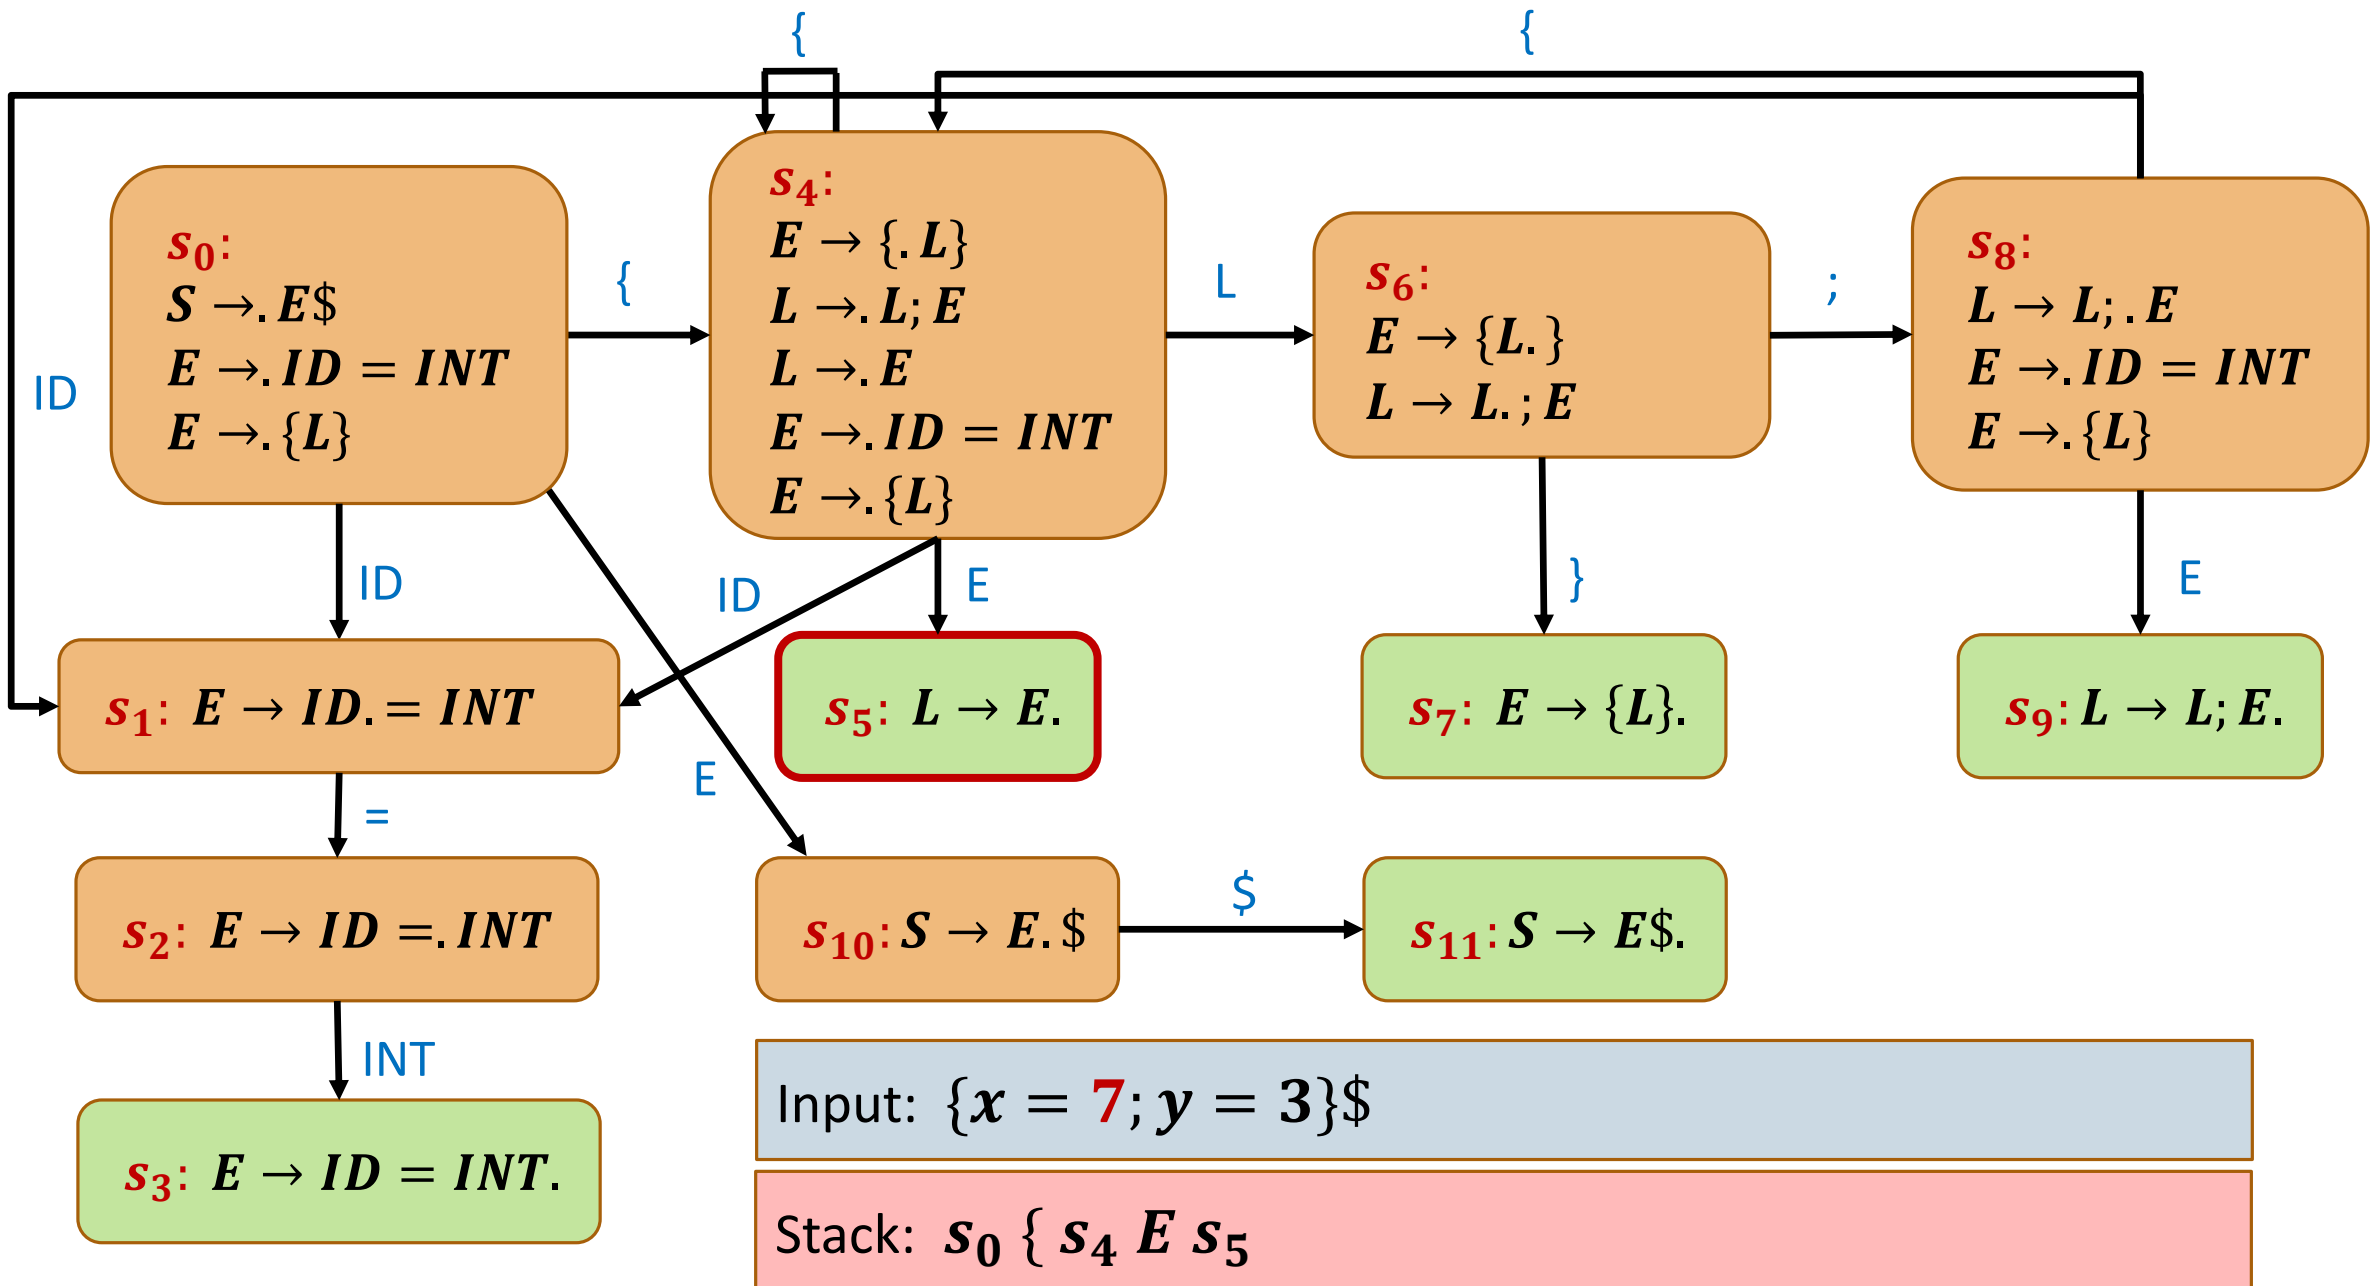 {
{
s0:
S →. E$
E →. ID = INT
E →. {L}
{
s4:
E → {. L}
L →. L; E
L →. E
E →. ID = INT
E →. {L}
L
s6:
E → {L. }
L → L. ; E
;
s8:
L → L; . E
E →. ID = INT
E →. {L}
ID
ID
ID
E
}
E
s1: E → ID. = INT
s5: L → E.
s7: E → {L}.
s9: L → L; E.
E
=
s2: E → ID =. INT
s10: S → E. $
$
s11: S → E$.
INT
s3: E → ID = INT.
Input: {x = 7; y = 3}$
Stack: s0 { s4 E s5